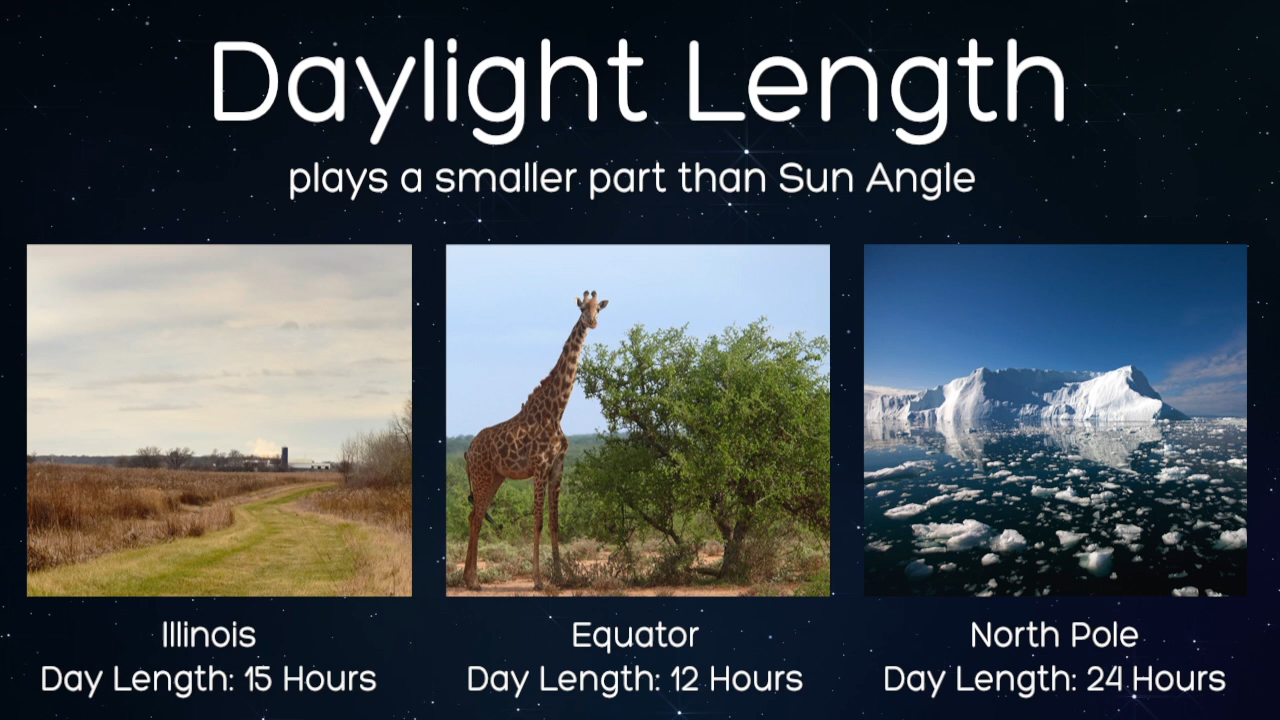 Daylight Length
plays a smaller part than Sun Angle
Illinois
Day Length: 15 Hours
Equator
Day Length: 12 Hours
North Pole
Day Length: 24 Hours